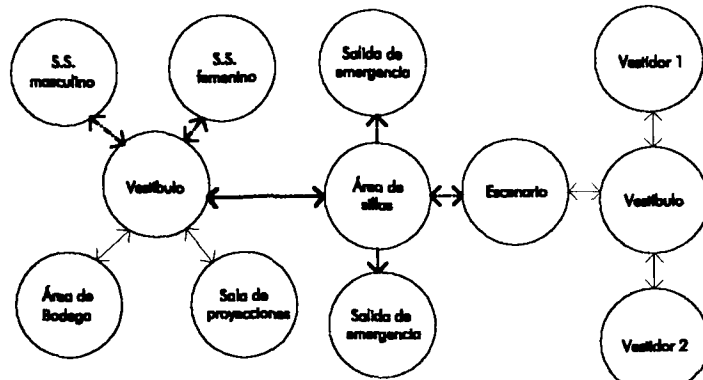 S.S.
masculino
S.S.
femenino
Salida de
emergencia
Vestidor 1
Vestíbulo
Área de
sillas
Escenario
Vestíbulo
Área de
Bodega
Sala de
proyecciones
Salida de
emergencia
Vestidor 2